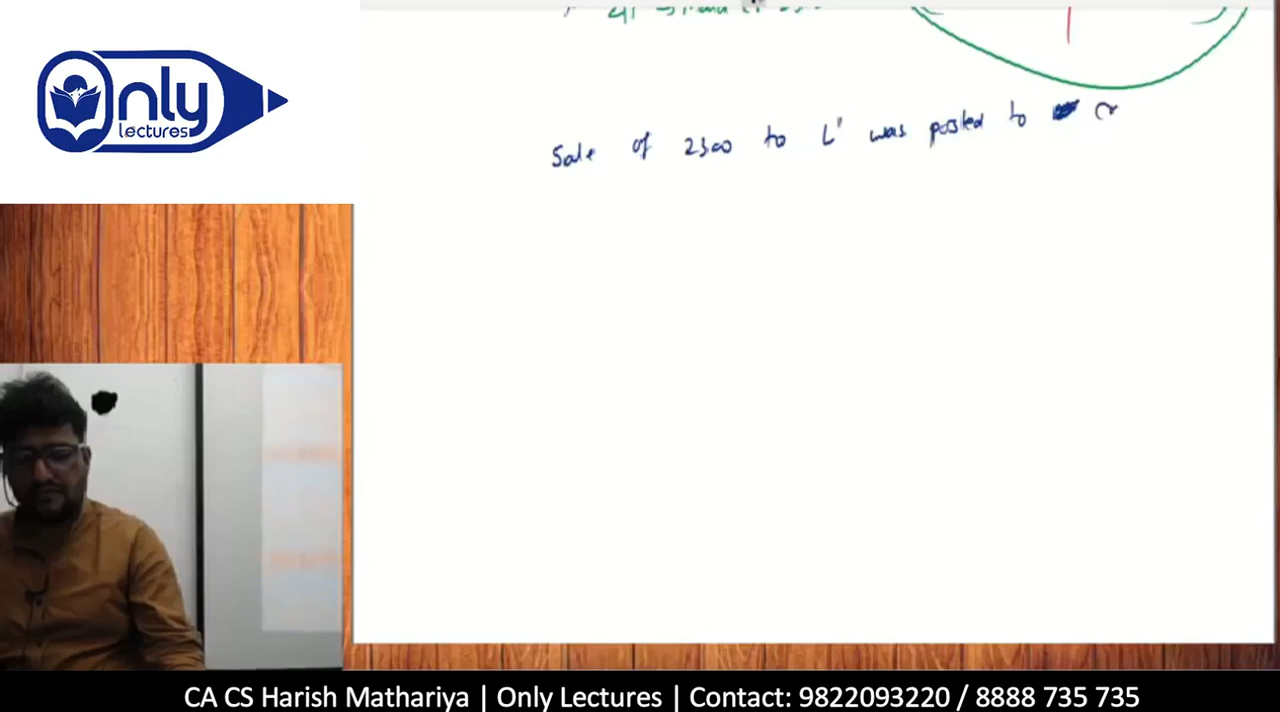 Only
lectures
Sale of 2300 to L' was posted to Cr
CA CS Harish Mathariya | Only Lectures | Contact: 9822093220 / 8888 735 735